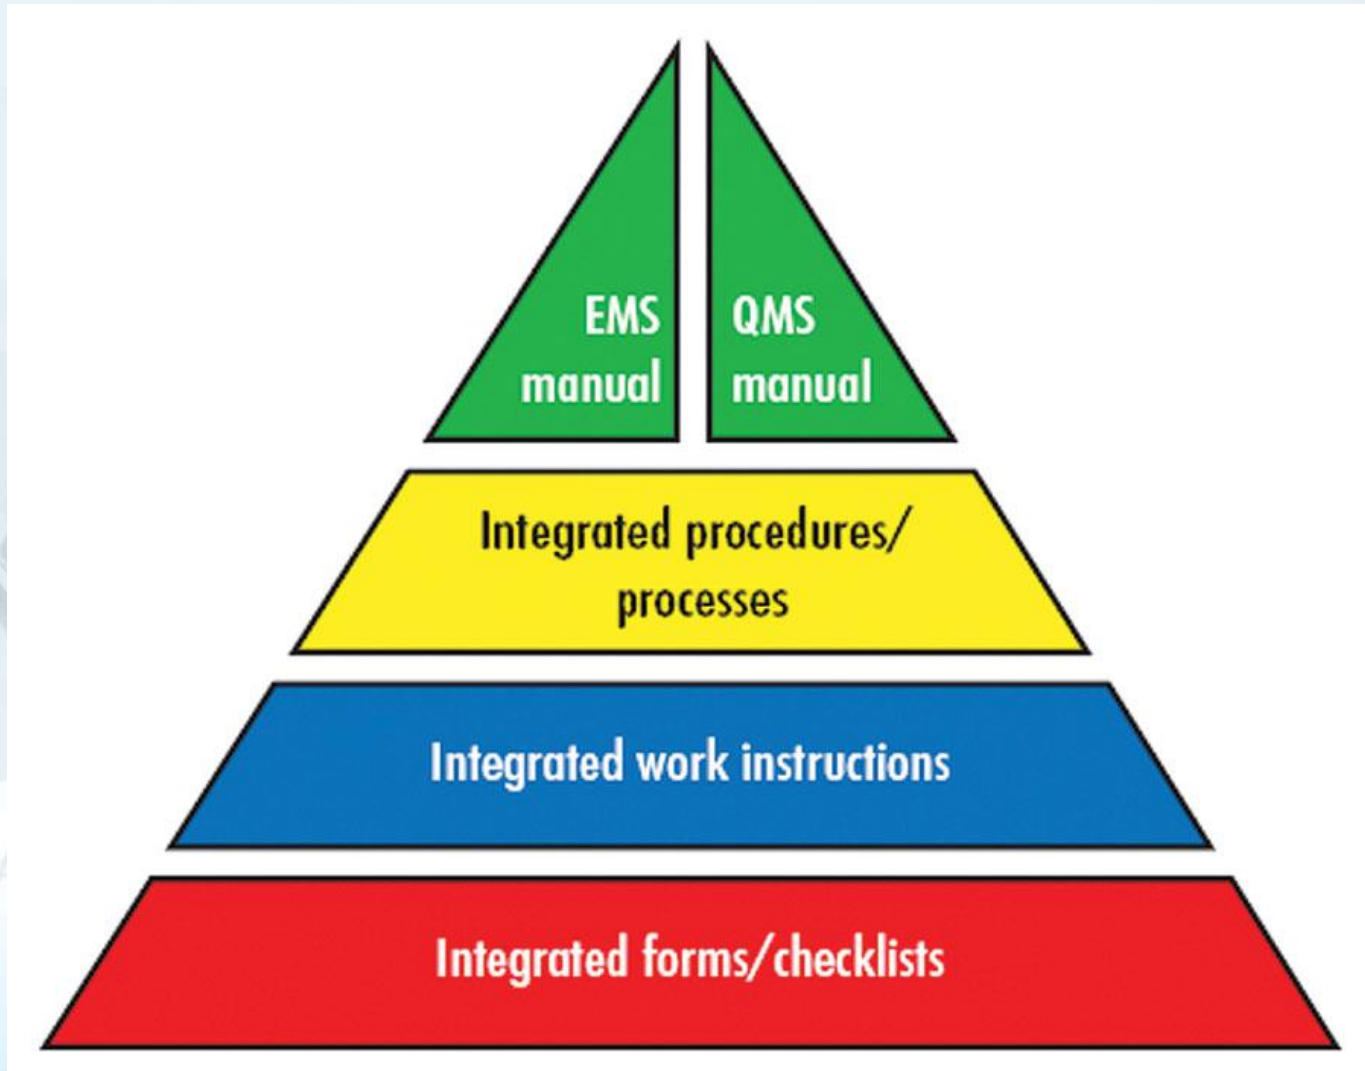 EMS
manual
QMS
manual
Integrated procedures/
processes
Integrated work instructions
Integrated forms/checklists